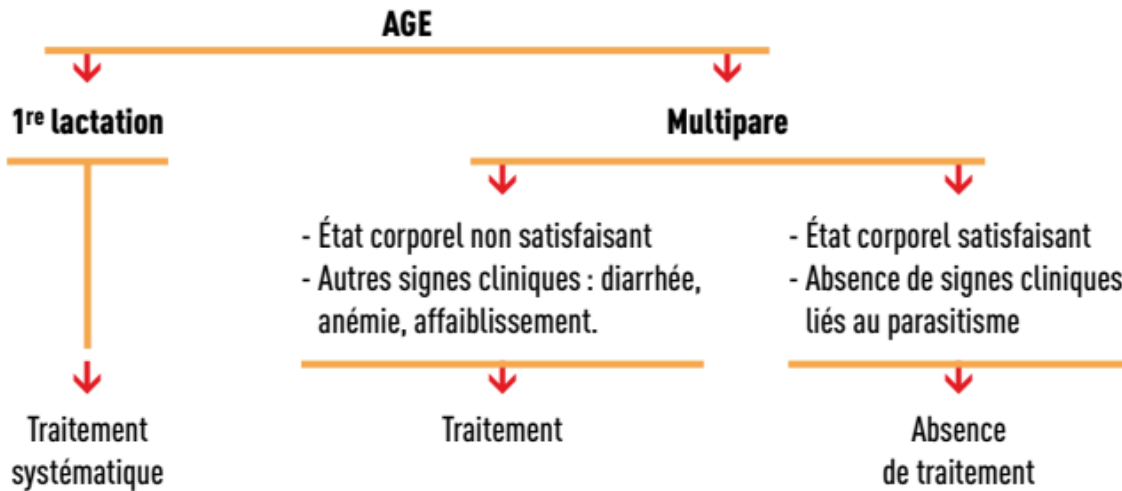 AGE
1re lactation
Multipare
- État corporel non satisfaisant
- Autres signes cliniques : diarrhée,
anémie, affaiblissement.
- État corporel satisfaisant
- Absence de signes cliniques
liés au parasitisme
Traitement
systématique
Traitement
Absence
de traitement